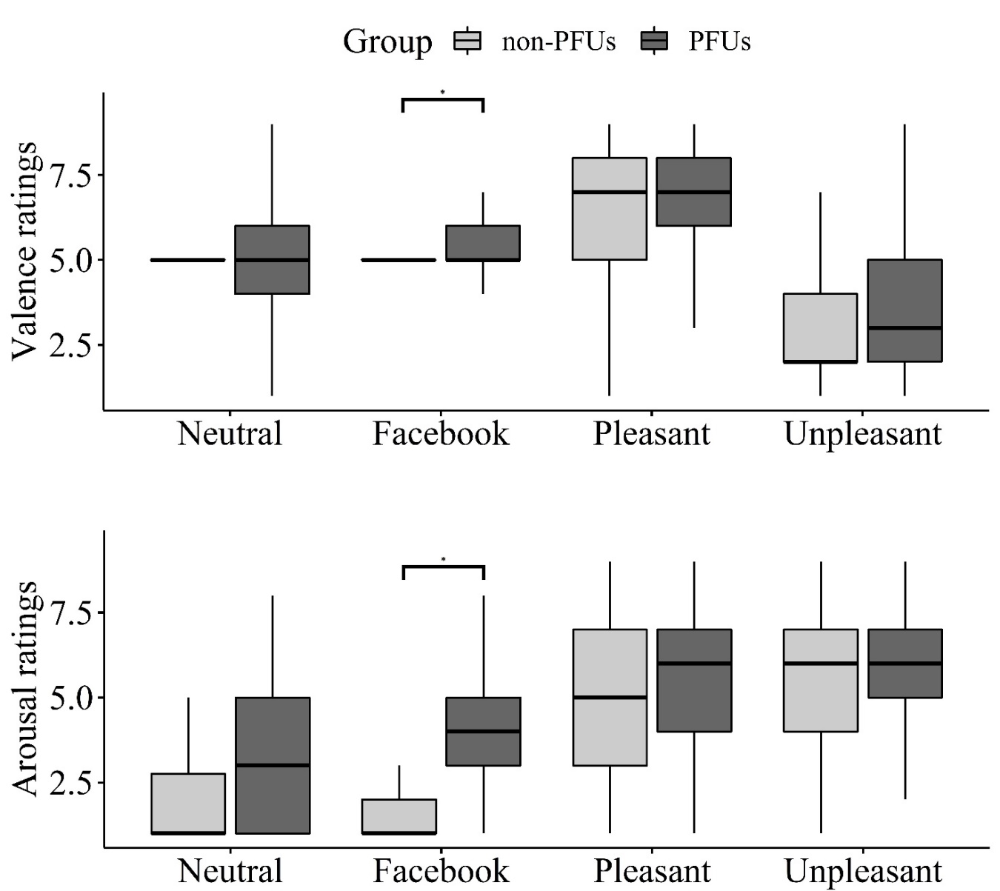 Group non-PFUs PFUs
*
Valence ratings
7.5
5.0
2.5
Neutral Facebook Pleasant Unpleasant
*
Arousal ratings
7.5
5.0
2.5
Neutral Facebook Pleasant Unpleasant